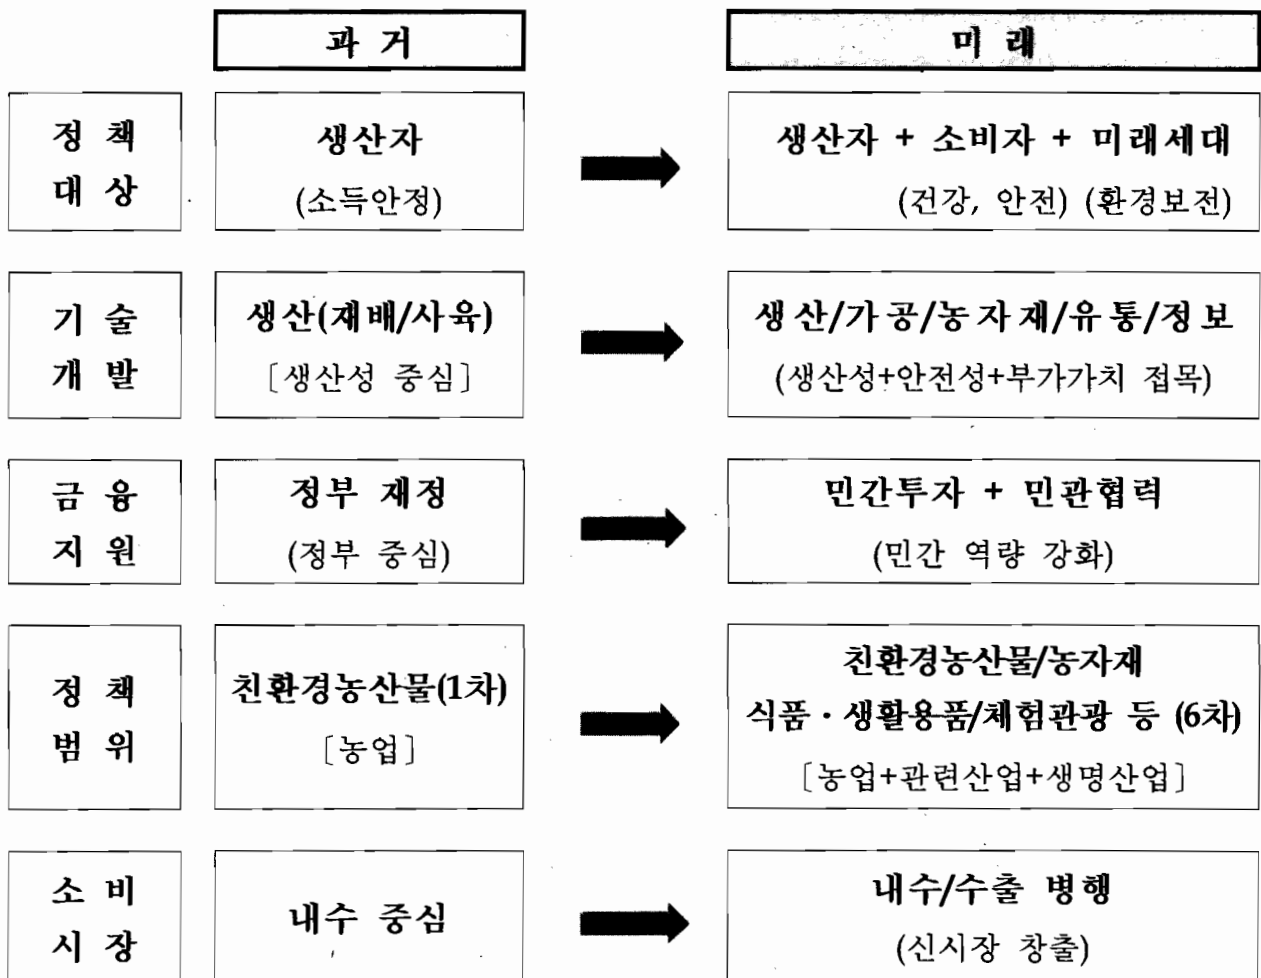 과 거
미 래
정 책
대 상
생산자
(소득안정)
생산자 + 소비자 + 미래세대
(건강, 안전) (환경보전)
기 술
개 발
생산(재배/사육)
[생산성 중심]
생산/가공/농자재/유통/정보
(생산성+안전성+부가가치 접목)
금 융
지 원
정부 재정
(정부 중심)
민간투자 + 민관협력
(민간 역량 강화)
정 책
범 위
친환경농산물(1차)
[농업]
친환경농산물/농자재
식품·생활용품/체험관광 등 (6차)
[농업+관련산업+생명산업]
소 비
시 장
내수 중심
내수/수출 병행
(신시장 창출)